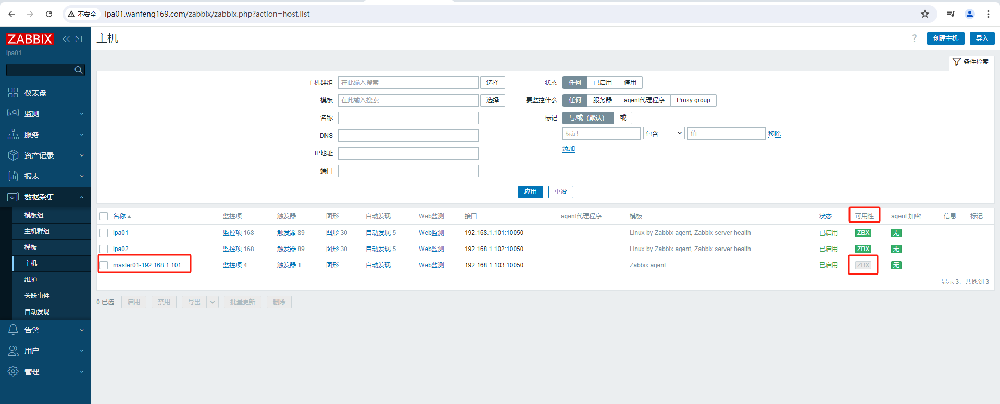 不安全 ipa01.wanfeng169.com/zabbix/zabbix.php?action=host.list
ZABBIX
ipa01
仪表盘
监测
服务
资产记录
报表
数据采集
模板组
主机群组
模板
主机
维护
关联事件
自动发现
告警
用户
管理
主机
? 创建主机 导入
条件检索
主机群组 在此输入搜索 选择
模板 在此输入搜索 选择
名称
DNS
IP地址
端口
状态 任何 已启用 停用
要监控什么 任何 服务器 agent代理程序 Proxy group
标记 与/或（默认） 或
标记 包含 值 移除
添加
应用 重设
名称 监控项 触发器 图形 自动发现 Web监测 接口 agent代理程序 模板 状态 可用性 agent 加密 信息 标记
ipa01 监控项 168 触发器 89 图形 30 自动发现 5 Web监测 192.168.1.101:10050 Linux by Zabbix agent, Zabbix server health 已启用 ZBX 无
ipa02 监控项 168 触发器 89 图形 30 自动发现 5 Web监测 192.168.1.102:10050 Linux by Zabbix agent, Zabbix server health 已启用 ZBX 无
master01-192.168.1.101 监控项 4 触发器 1 图形 自动发现 Web监测 192.168.1.103:10050 Zabbix agent 已启用 ZBX 无
显示 3，共找到 3
0 已选 启用 禁用 导出 批量更新 删除